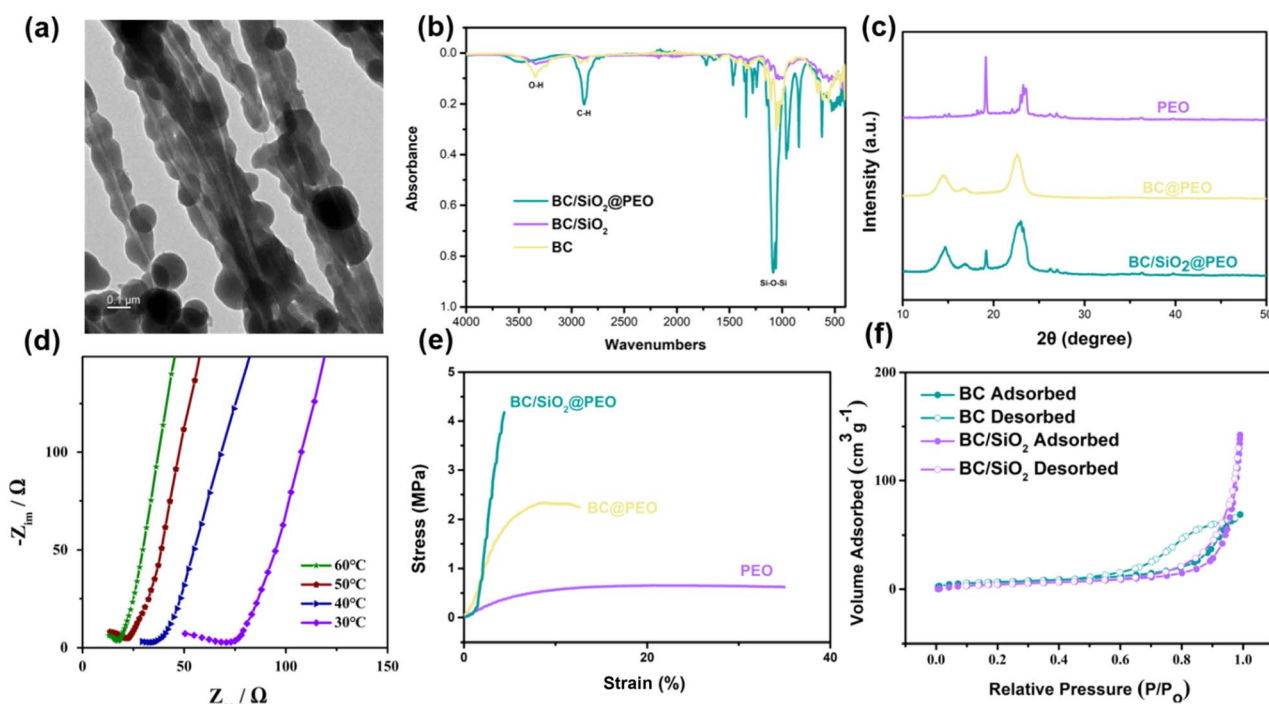 (a)
0.1 µm
(b)
Absorbance
0.0
0.2
0.4
0.6
0.8
1.0
O-H
C-H
Si-O-Si
BC/SiO₂@PEO
BC/SiO₂
BC
4000 3500 3000 2500 2000 1500 1000 500
Wavenumbers
(c)
Intensity (a.u.)
PEO
BC@PEO
BC/SiO₂@PEO
10 20 30 40 50
2θ (degree)
(d)
-Z_im / Ω
100
50
0
60°C
50°C
40°C
30°C
0 50 100 150
/ Ω
(e)
Stress (MPa)
5
4
3
2
1
0
BC/SiO₂@PEO
BC@PEO
PEO
0 20 40
Strain (%)
(f)
Volume Adsorbed (cm³ g⁻¹)
200
100
0
BC Adsorbed
BC Desorbed
BC/SiO₂ Adsorbed
BC/SiO₂ Desorbed
0.0 0.2 0.4 0.6 0.8 1.0
Relative Pressure (P/P₀)